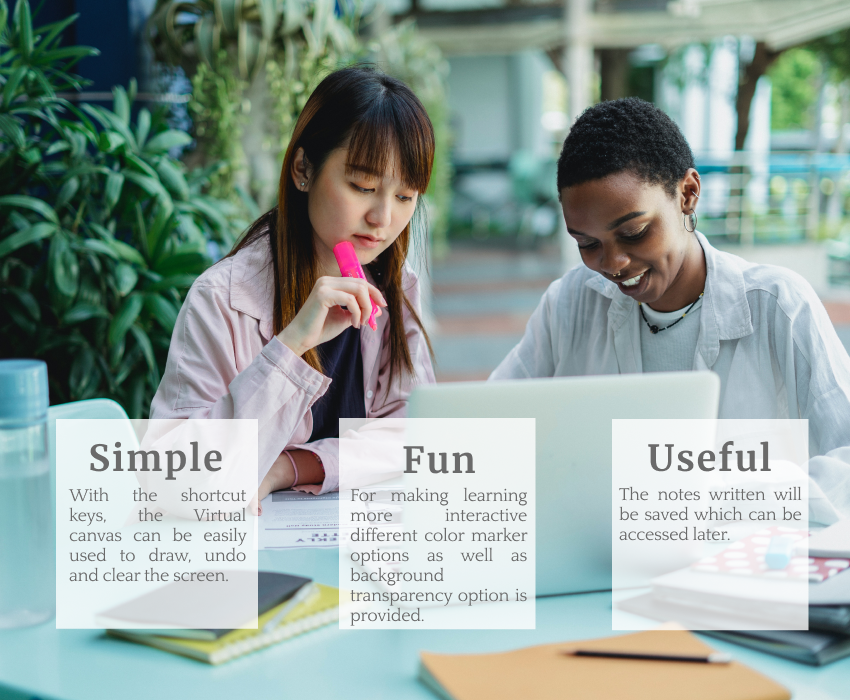 Simple
With the shortcut
keys, the Virtual
canvas can be easily
used to draw, undo
and clear the screen.
Fun
For making learning
more interactive
different color marker
options as well as
background
transparency option is
provided.
Useful
The notes written will
be saved which can be
accessed later.